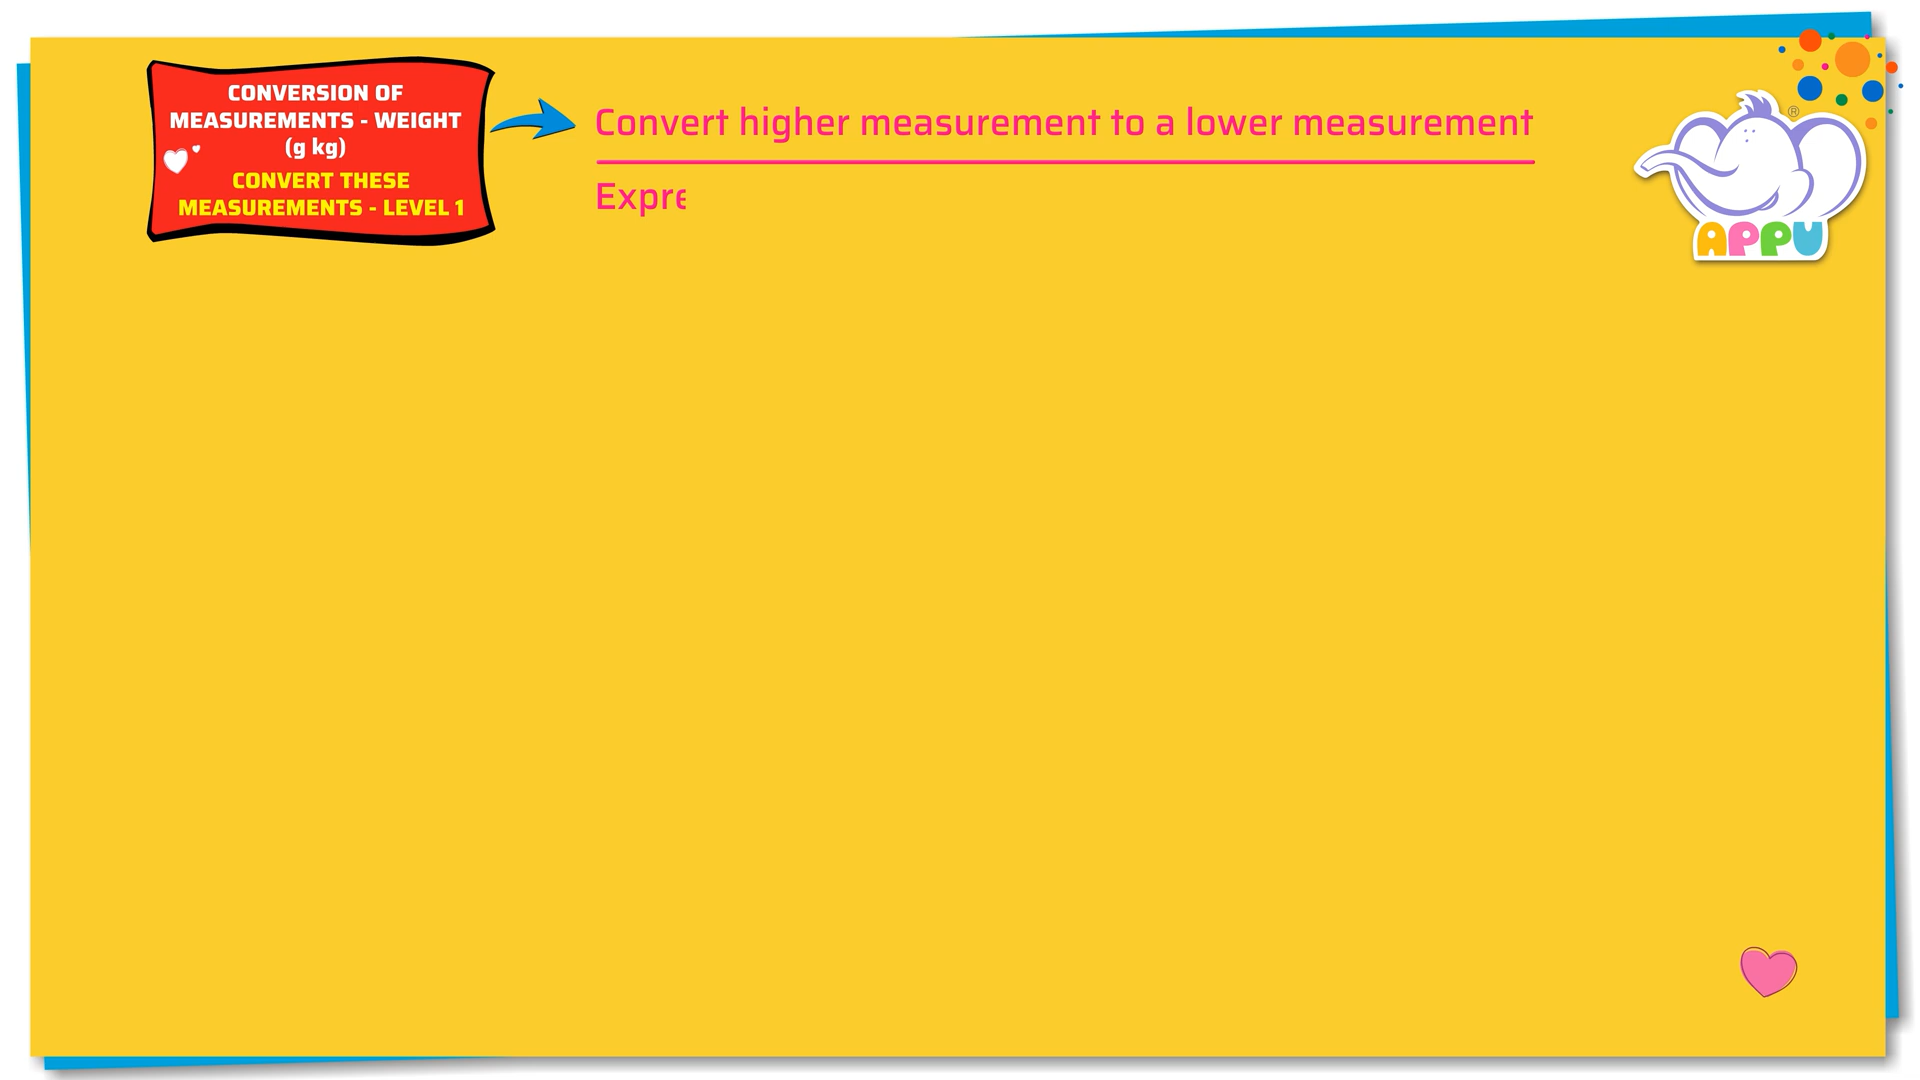 CONVERSION OF
MEASUREMENTS - WEIGHT
(g kg)
CONVERT THESE
MEASUREMENTS - LEVEL 1
Convert higher measurement to a lower measurement
Expre
®
APPU